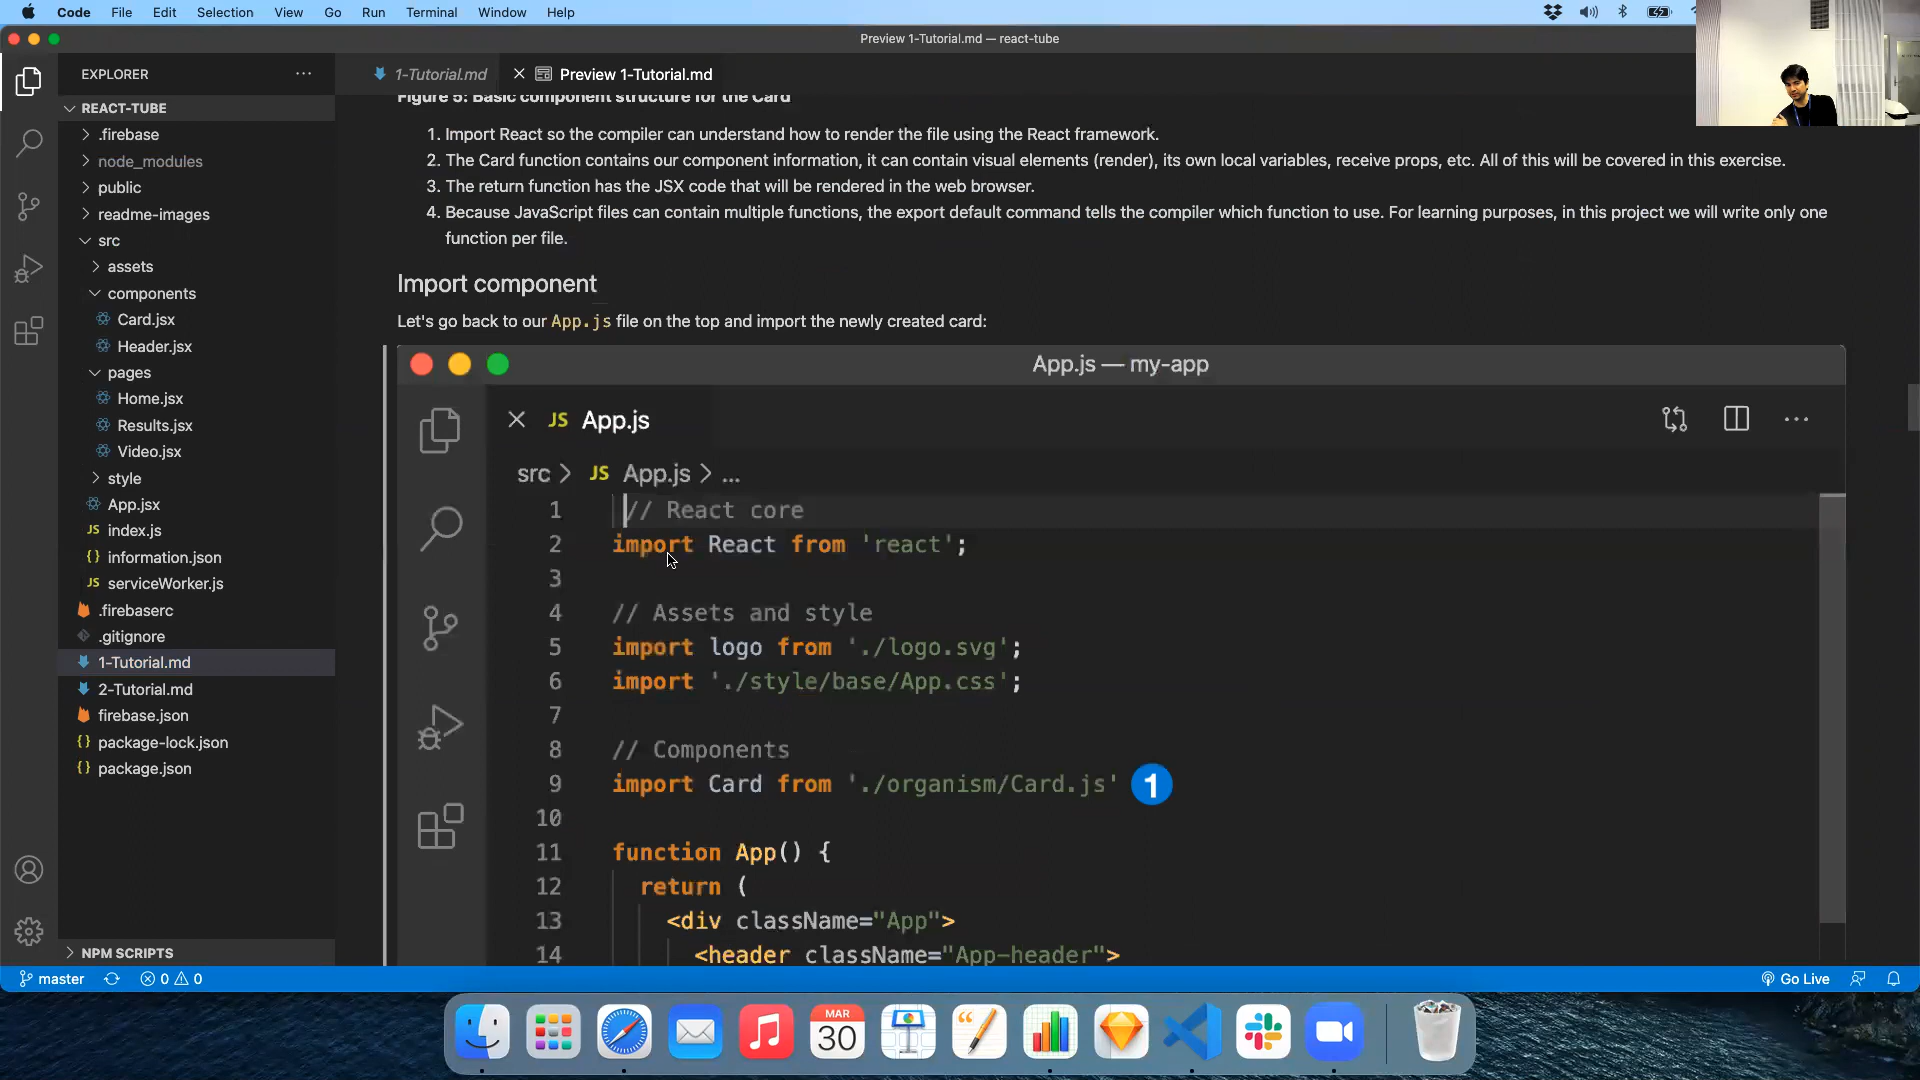 Code File Edit Selection View Go Run Terminal Window Help
Preview 1-Tutorial.md — react-tube
EXPLORER
1-Tutorial.md
Preview 1-Tutorial.md
REACT-TUBE
.firebase
node_modules
public
readme-images
src
assets
components
Card.jsx
Header.jsx
pages
Home.jsx
Results.jsx
Video.jsx
style
App.jsx
JS index.js
{} information.json
JS serviceWorker.js
.firebaserc
.gitignore
1-Tutorial.md
2-Tutorial.md
firebase.json
{} package-lock.json
{} package.json
NPM SCRIPTS
Figure 5: Basic component structure for the Card
1. Import React so the compiler can understand how to render the file using the React framework.
2. The Card function contains our component information, it can contain visual elements (render), its own local variables, receive props, etc. All of this will be covered in this exercise.
3. The return function has the JSX code that will be rendered in the web browser.
4. Because JavaScript files can contain multiple functions, the export default command tells the compiler which function to use. For learning purposes, in this project we will write only one
function per file.
Import component
Let's go back to our App.js file on the top and import the newly created card:
App.js — my-app
JS App.js
src > JS App.js > ...
1 // React core
2 import React from 'react';
3
4 // Assets and style
5 import logo from './logo.svg';
6 import './style/base/App.css';
7
8 // Components
9 import Card from './organism/Card.js' 1
10
11 function App() {
12 return (
13 <div className="App">
14 <header className="App-header">
master 0 0
Go Live
MAR
30